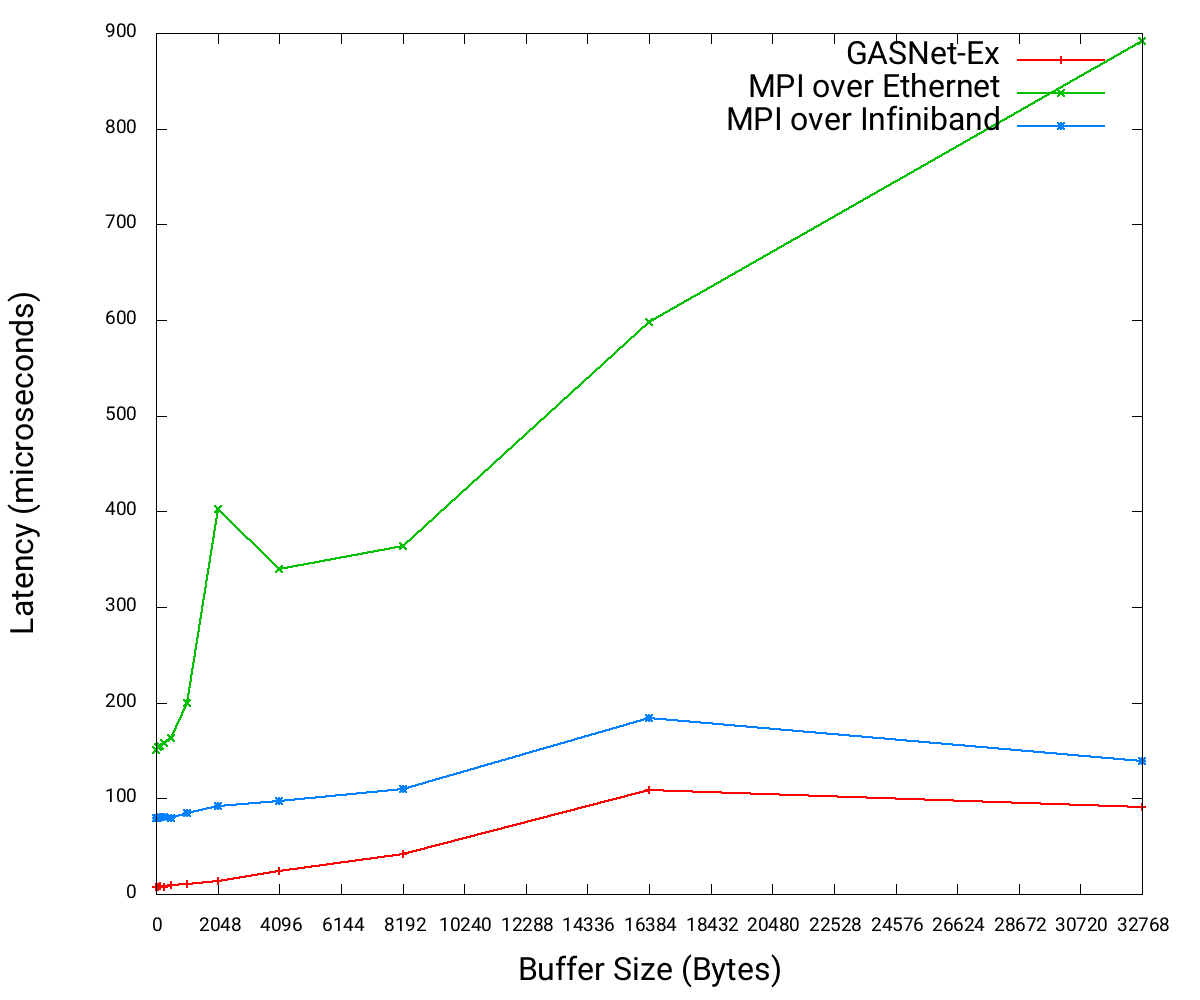 900
800
700
600
500
400
300
200
100
0
Latency (microseconds)
GASNet-Ex
MPI over Ethernet
MPI over Infiniband
0 2048 4096 6144 8192 10240 12288 14336 16384 18432 20480 22528 24576 26624 28672 30720 32768
Buffer Size (Bytes)